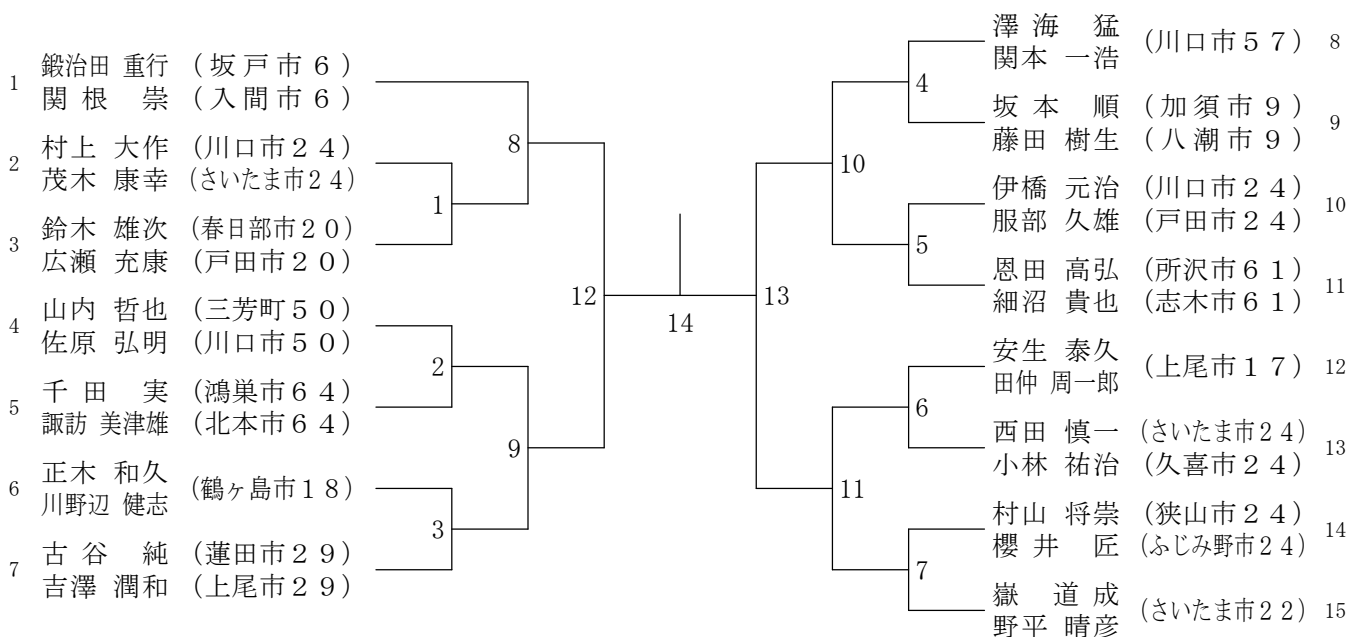 1 鍛治田 重行 (坂戸市6)
関根 崇 (入間市6)
2 村上 大作 (川口市24)
茂木 康幸 (さいたま市24)
3 鈴木 雄次 (春日部市20)
広瀬 充康 (戸田市20)
4 山内 哲也 (三芳町50)
佐原 弘明 (川口市50)
5 千田 実 (鴻巣市64)
諏訪 美津雄 (北本市64)
6 正木 和久 (鶴ヶ島市18)
川野辺 健志
7 古谷 純 (蓮田市29)
吉澤 潤和 (上尾市29)
8
1
2
9
3
12
14
13
4
10
5
6
11
7
澤海 猛 (川口市57) 8
関本 一浩
坂本 順 (加須市9) 9
藤田 樹生 (八潮市9)
伊橋 元治 (川口市24) 10
服部 久雄 (戸田市24)
恩田 高弘 (所沢市61) 11
細沼 貴也 (志木市61)
安生 泰久 (上尾市17) 12
田仲 周一郎
西田 慎一 (さいたま市24) 13
小林 祐治 (久喜市24)
村山 将崇 (狭山市24) 14
櫻井 匠 (ふじみ野市24)
嶽 道成 (さいたま市22) 15
野平 晴彦